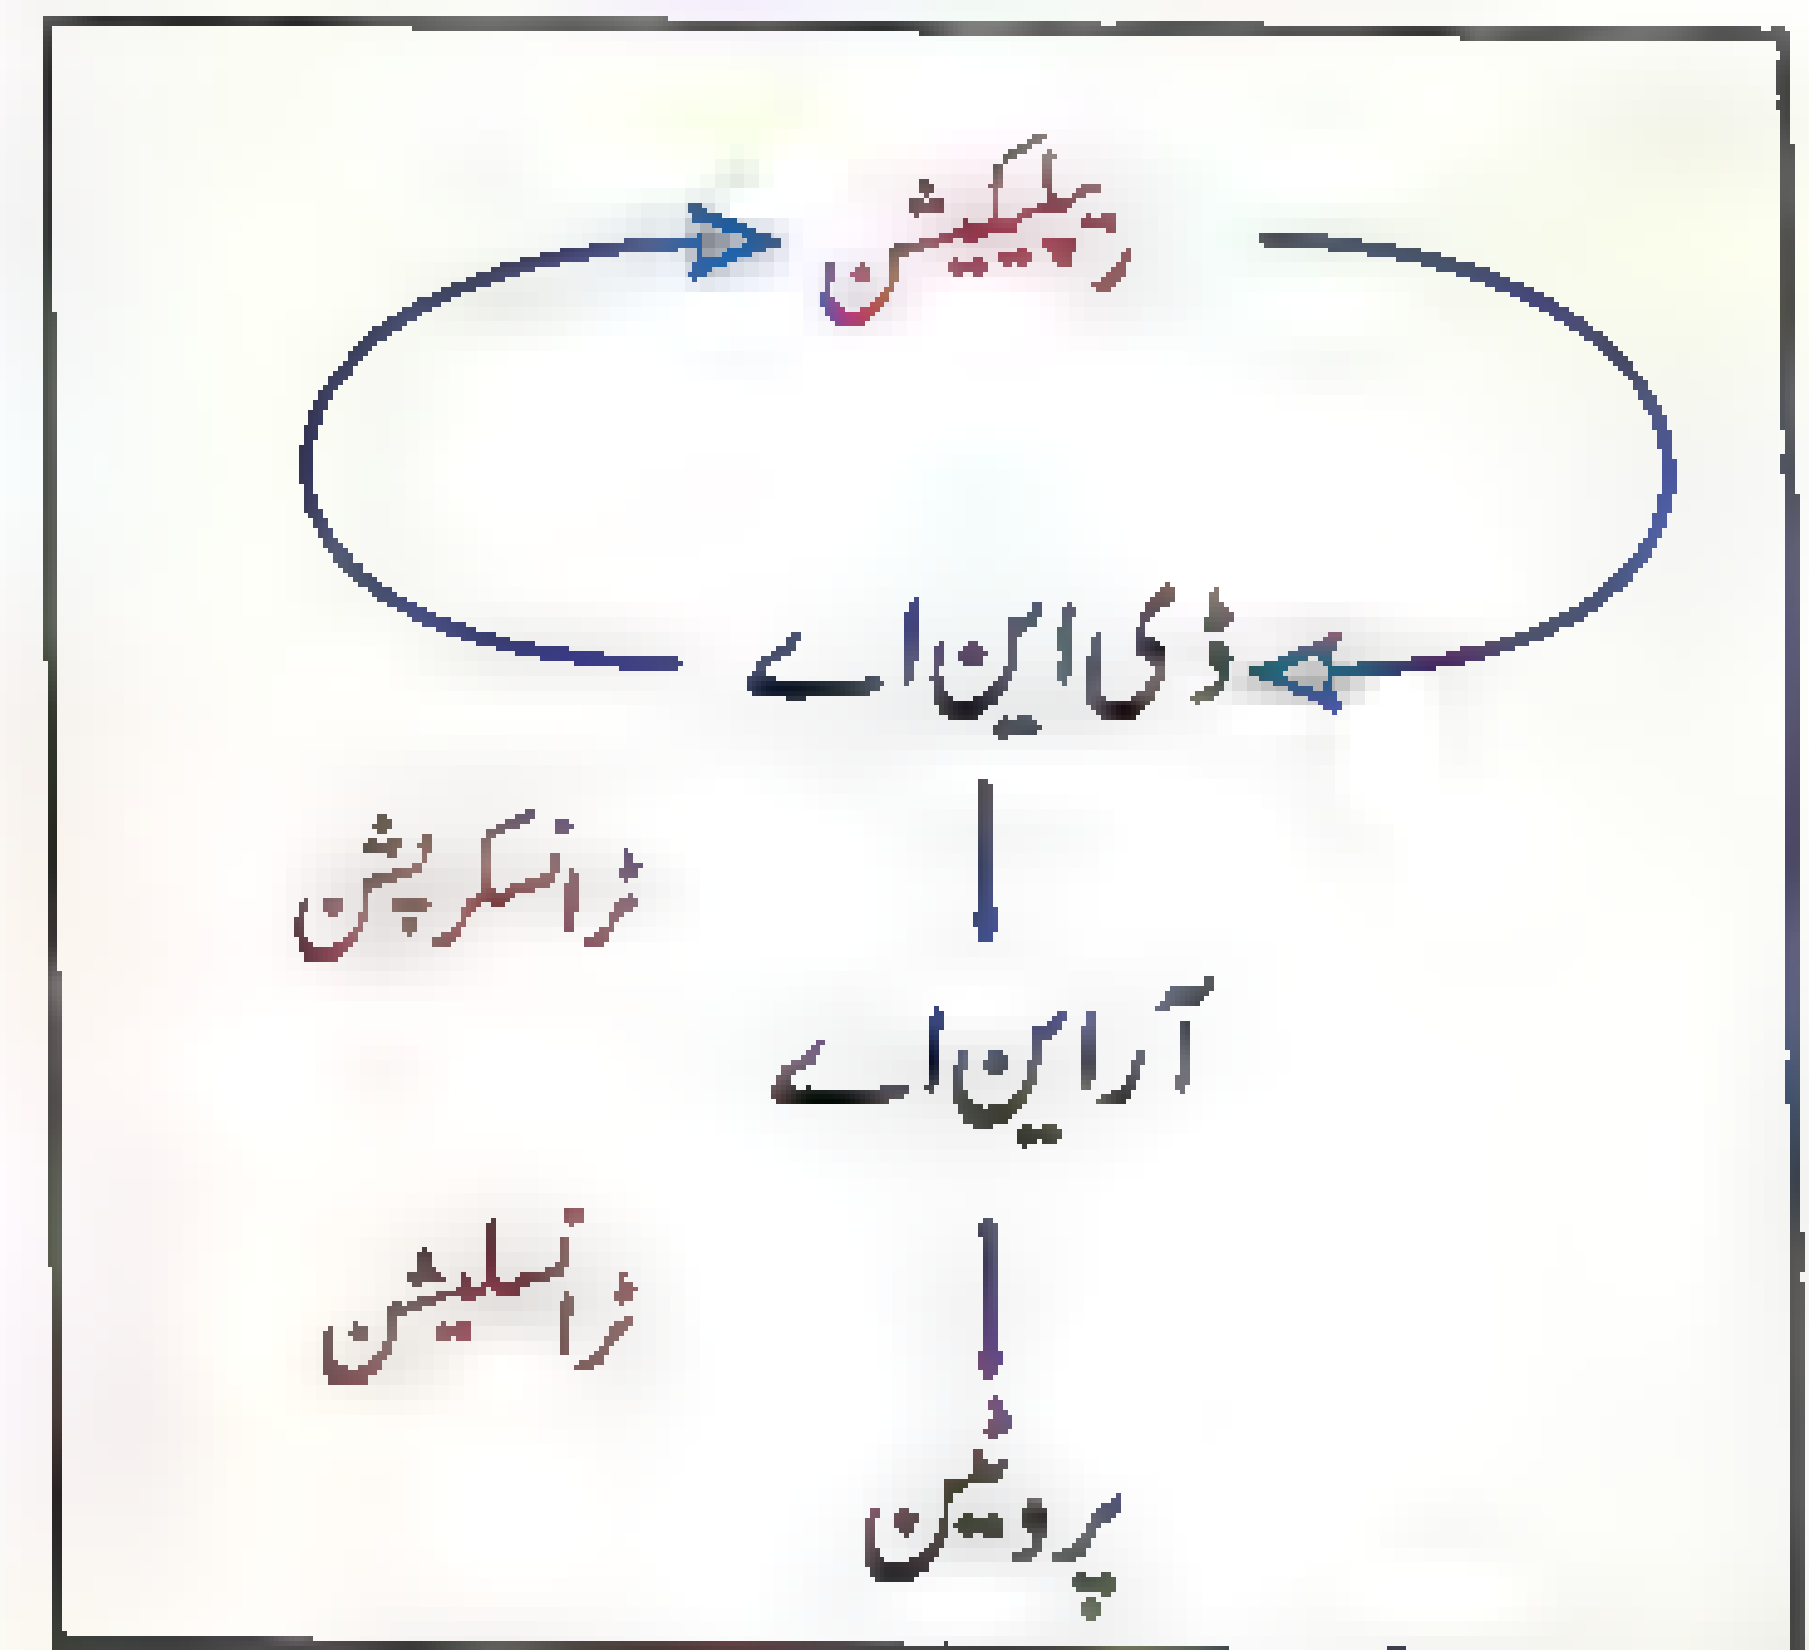 ریپلیکیشن
ڈی این اے
ٹرانسکرپشن
آر این اے
ٹرانسلیشن
پروٹین